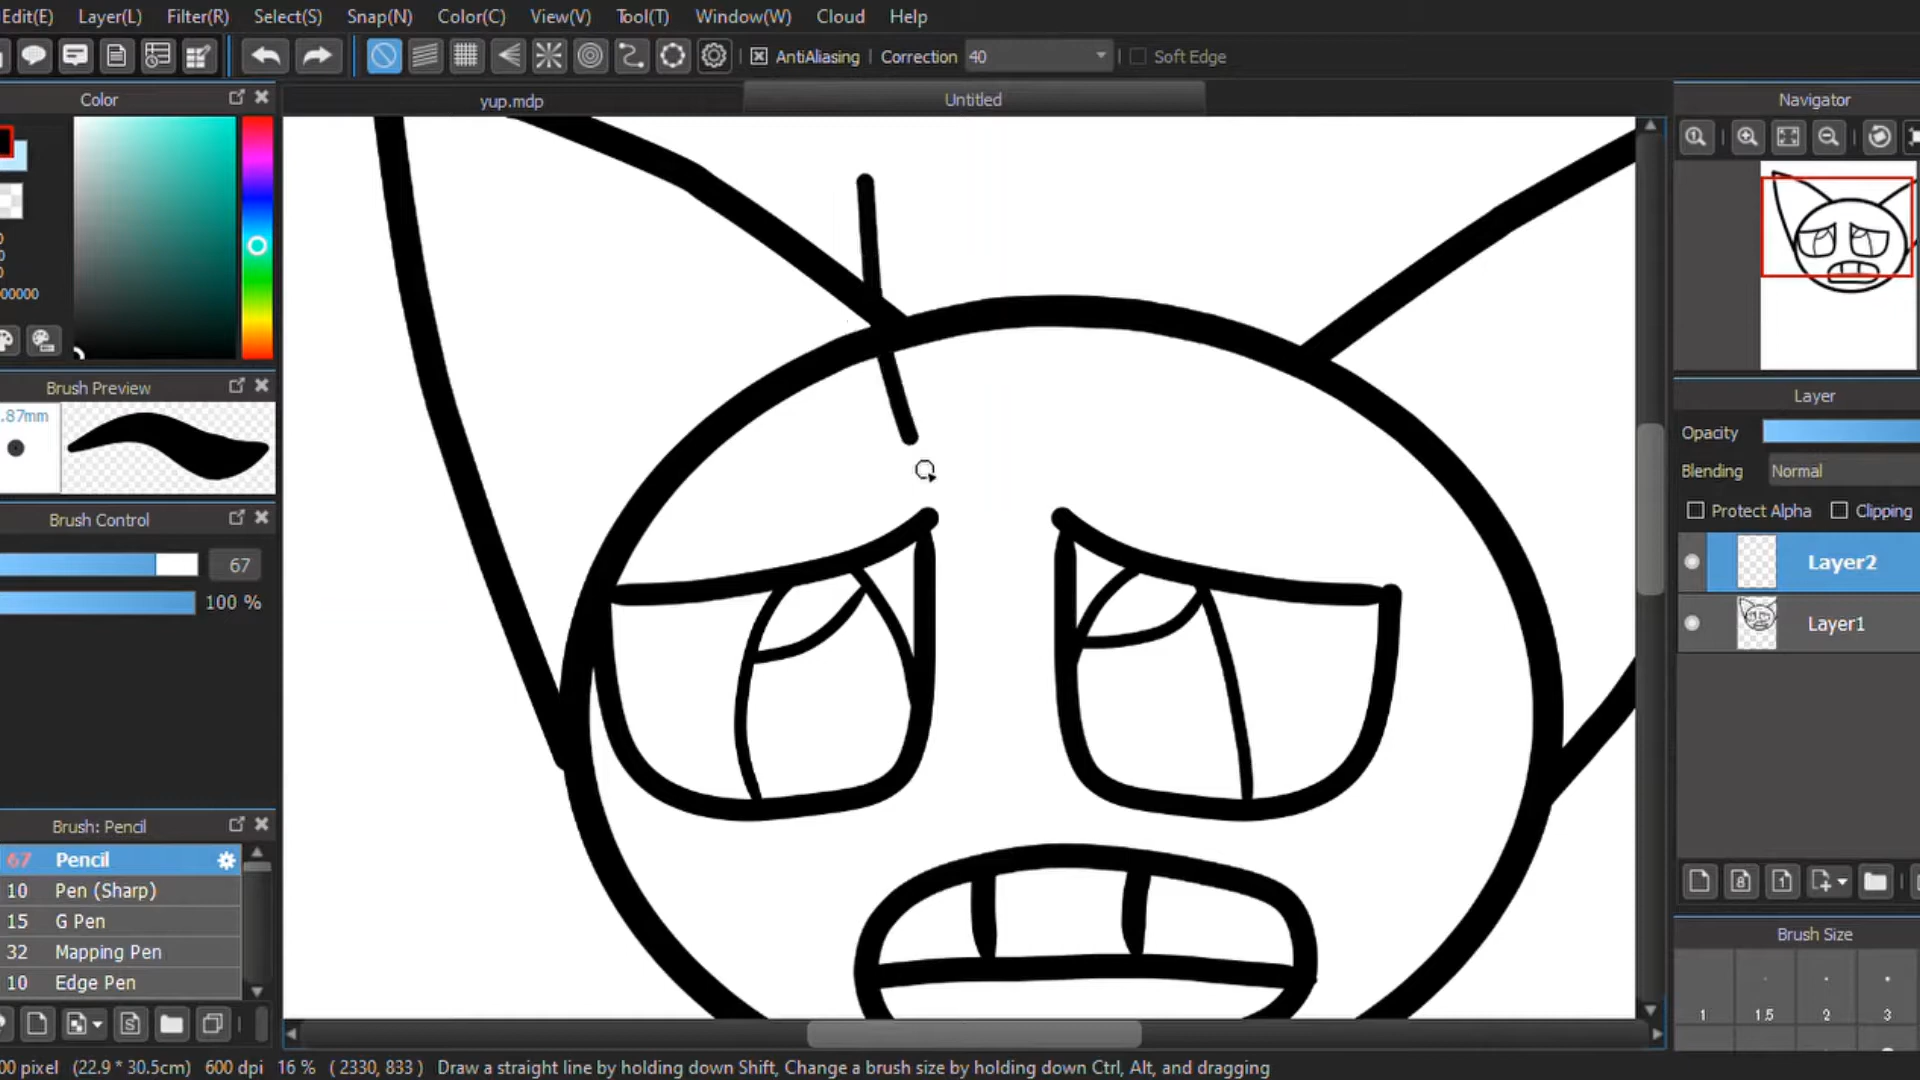 Edit(E) Layer(L) Filter(R) Select(S) Snap(N) Color(C) View(V) Tool(T) Window(W) Cloud Help
AntiAliasing Correction 40 Soft Edge
Color
yup.mdp
Untitled
Navigator
00000
Brush Preview
.87mm
Layer
Opacity
Blending Normal
Protect Alpha Clipping
Brush Control
67
100 %
Layer2
Layer1
Brush: Pencil
67 Pencil
10 Pen (Sharp)
15 G Pen
32 Mapping Pen
10 Edge Pen
Brush Size
1 1.5 2 3
00 pixel (22.9 * 30.5cm) 600 dpi 16 % ( 2330, 833 ) Draw a straight line by holding down Shift, Change a brush size by holding down Ctrl, Alt, and dragging